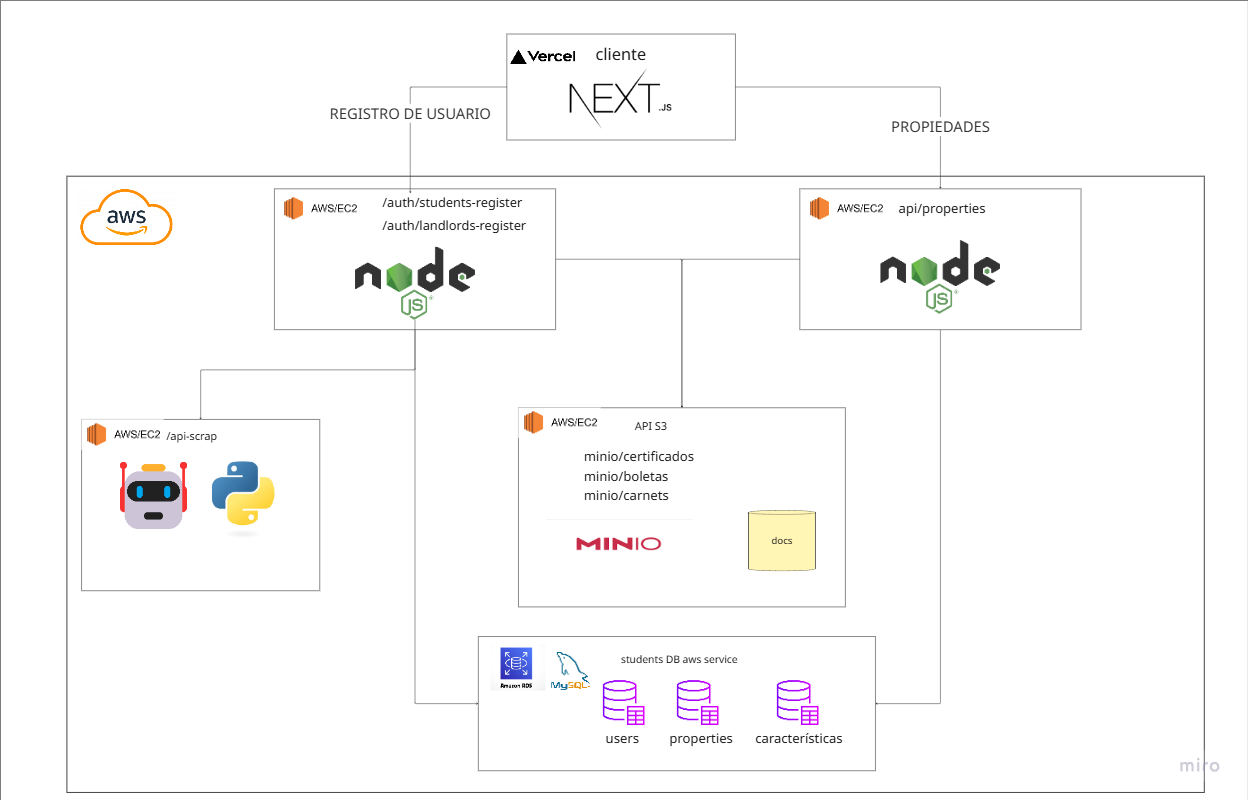 Vercel cliente
NEXT.JS
REGISTRO DE USUARIO
PROPIEDADES
aws
AWS/EC2 /auth/students-register
/auth/landlords-register
node
JS
AWS/EC2 api/properties
node
JS
AWS/EC2 /api-scrap
AWS/EC2 API S3
minio/certificados
minio/boletas
minio/carnets
MINIO
docs
students DB aws service
Amazon RDS
MySQL
users properties características
miro